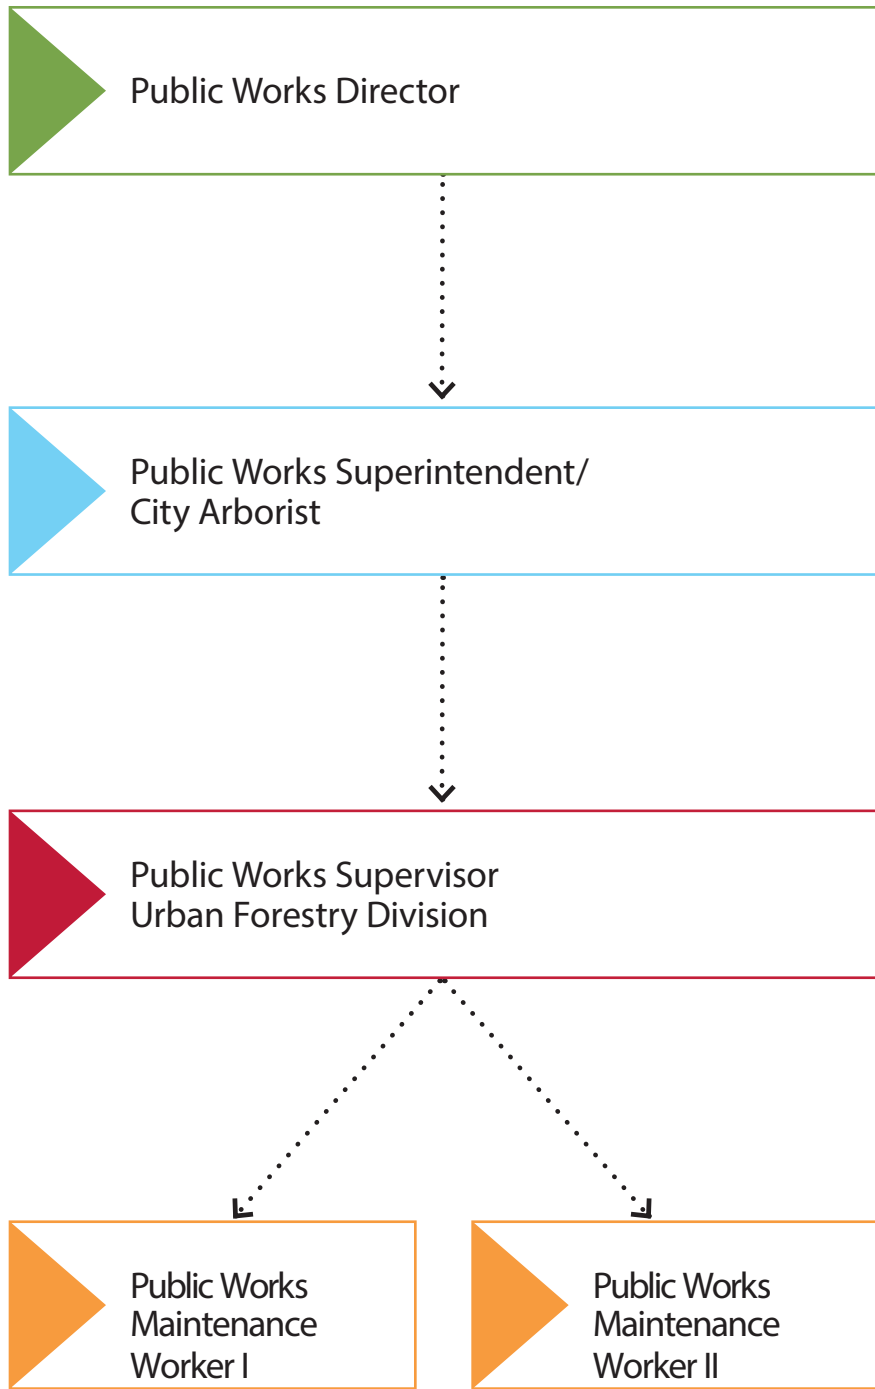 Public Works Director
Public Works Superintendent/
City Arborist
Public Works Supervisor
Urban Forestry Division
Public Works
Maintenance
Worker I
Public Works
Maintenance
Worker II